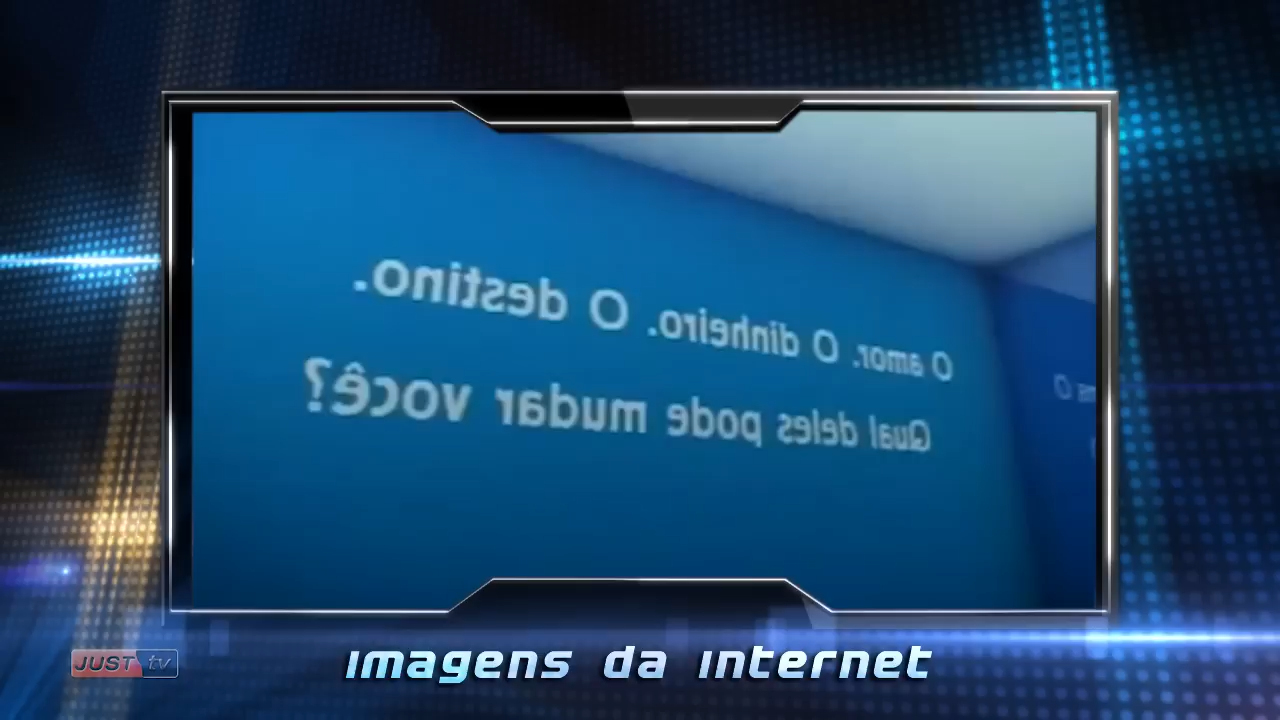 O amor. O dinheiro. O destino.
Qual deles pode mudar você?
O
JUST tv
imagens da internet